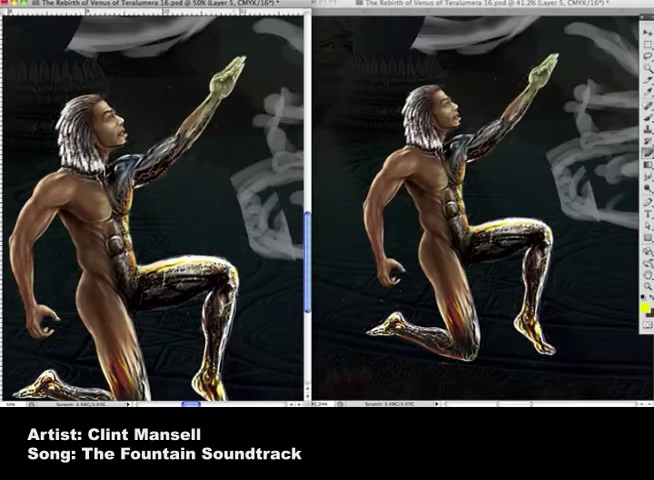 The Rebirth of Venus of Teralumera 16.psd @ 50% (Layer 5, CMYK/16*) *
The Rebirth of Venus of Teralumera 16.psd @ 41.2% (Layer 5, CMYK/16*) *
Artist: Clint Mansell
Song: The Fountain Soundtrack